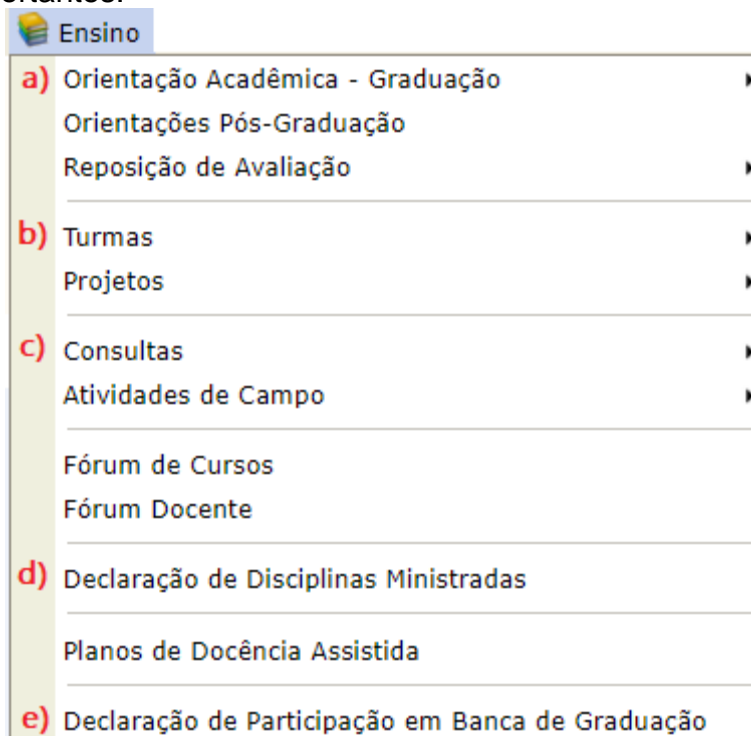 Ensino
a) Orientação Acadêmica - Graduação
Orientações Pós-Graduação
Reposição de Avaliação
b) Turmas
Projetos
c) Consultas
Atividades de Campo
Fórum de Cursos
Fórum Docente
d) Declaração de Disciplinas Ministradas
Planos de Docência Assistida
e) Declaração de Participação em Banca de Graduação